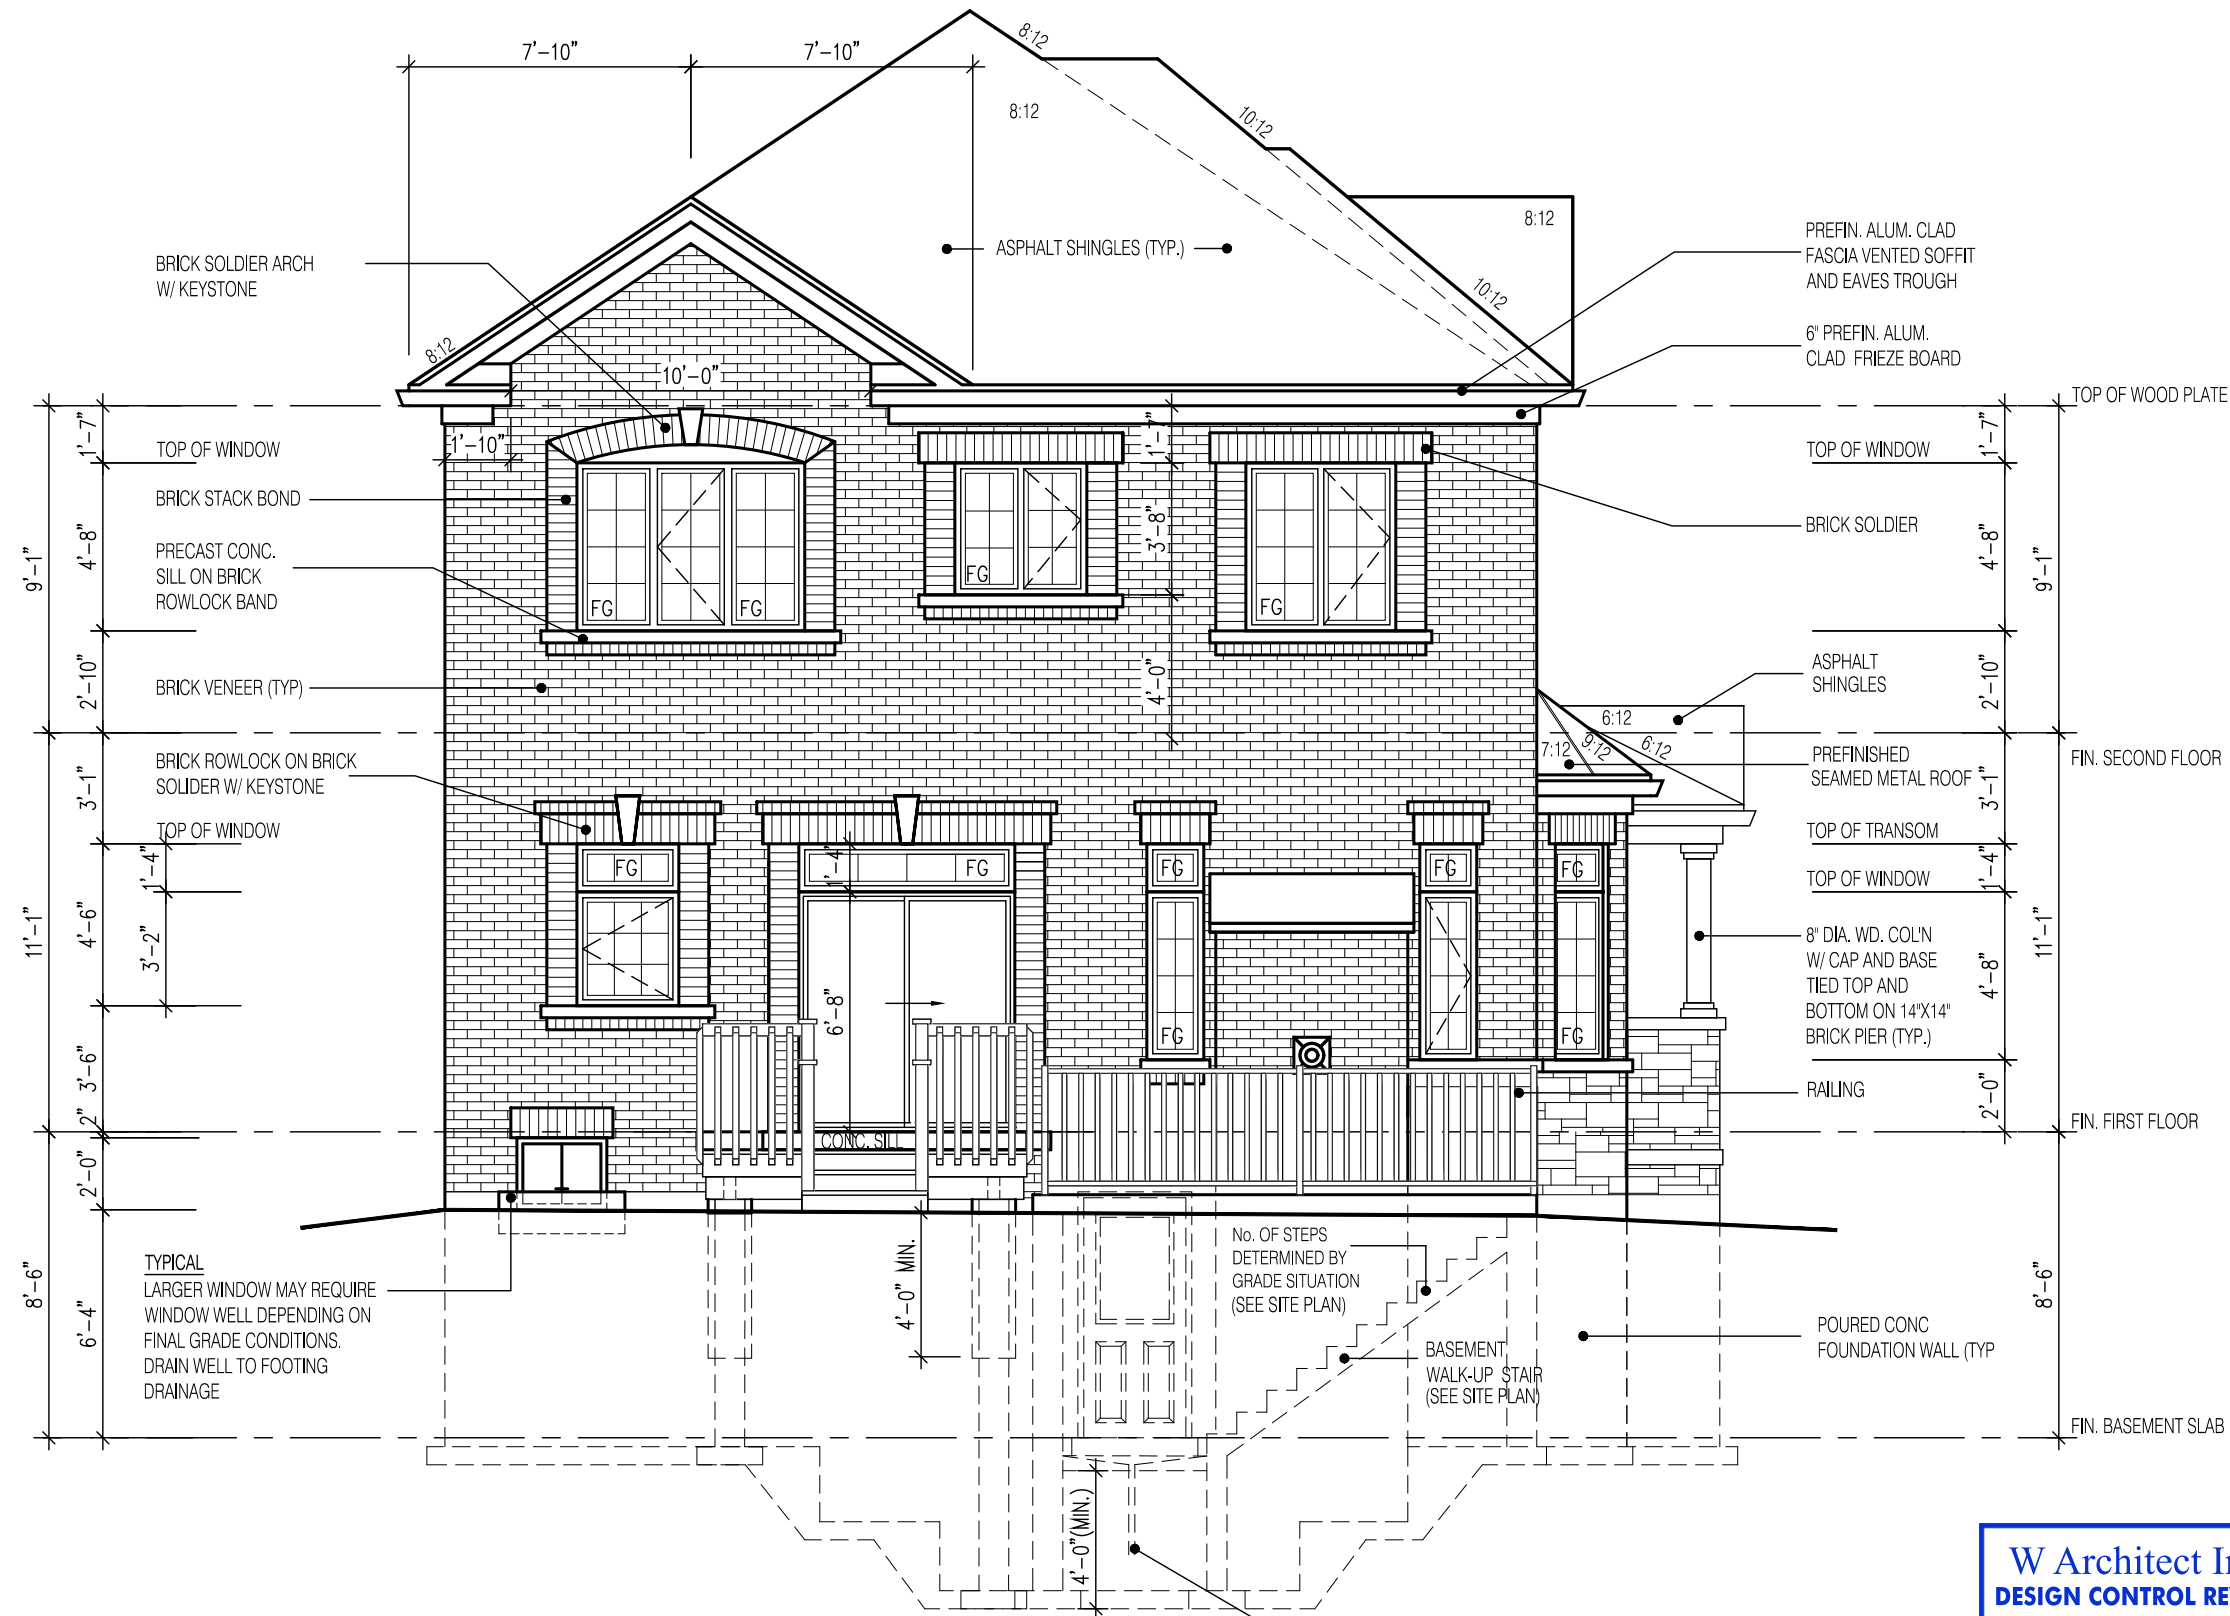 7'-10"
7'-10"
8:12
8:12
10:12
8:12
10:12
8:12
ASPHALT SHINGLES (TYP.)
BRICK SOLDIER ARCH
W/ KEYSTONE
PREFIN. ALUM. CLAD
FASCIA VENTED SOFFIT
AND EAVES TROUGH
6" PREFIN. ALUM.
CLAD FRIEZE BOARD
10'-0"
TOP OF WOOD PLATE
1'-7"
TOP OF WINDOW
1'-10"
1'-7"
TOP OF WINDOW
1'-7"
BRICK STACK BOND
BRICK SOLDIER
9'-1"
4'-8"
3'-8"
4'-8"
9'-1"
PRECAST CONC.
SILL ON BRICK
ROWLOCK BAND
FG
FG
FG
FG
2'-10"
BRICK VENEER (TYP)
4'-0"
ASPHALT
SHINGLES
2'-10"
6:12
7:12
9:12
6:12
BRICK ROWLOCK ON BRICK
SOLIDER W/ KEYSTONE
PREFINISHED
SEAMED METAL ROOF
FIN. SECOND FLOOR
3'-1"
3'-1"
TOP OF WINDOW
TOP OF TRANSOM
1'-4"
FG
1'-4"
FG
FG
FG
FG
1'-4"
TOP OF WINDOW
11'-1"
4'-6"
3'-2"
6'-8"
4'-8"
11'-1"
8" DIA. WD. COL'N
W/ CAP AND BASE
TIED TOP AND
BOTTOM ON 14"X14"
BRICK PIER (TYP.)
FG
FG
3'-6"
RAILING
2'-0"
2"
CONC. SILL
FIN. FIRST FLOOR
2'-0"
TYPICAL
LARGER WINDOW MAY REQUIRE
WINDOW WELL DEPENDING ON
FINAL GRADE CONDITIONS.
DRAIN WELL TO FOOTING
DRAINAGE
8'-6"
6'-4"
4'-0" MIN.
No. OF STEPS
DETERMINED BY
GRADE SITUATION
(SEE SITE PLAN)
BASEMENT
WALK-UP STAIR
(SEE SITE PLAN)
8'-6"
POURED CONC
FOUNDATION WALL (TYP
FIN. BASEMENT SLAB
4'-0"(MIN.)
W Architect In
DESIGN CONTROL RE